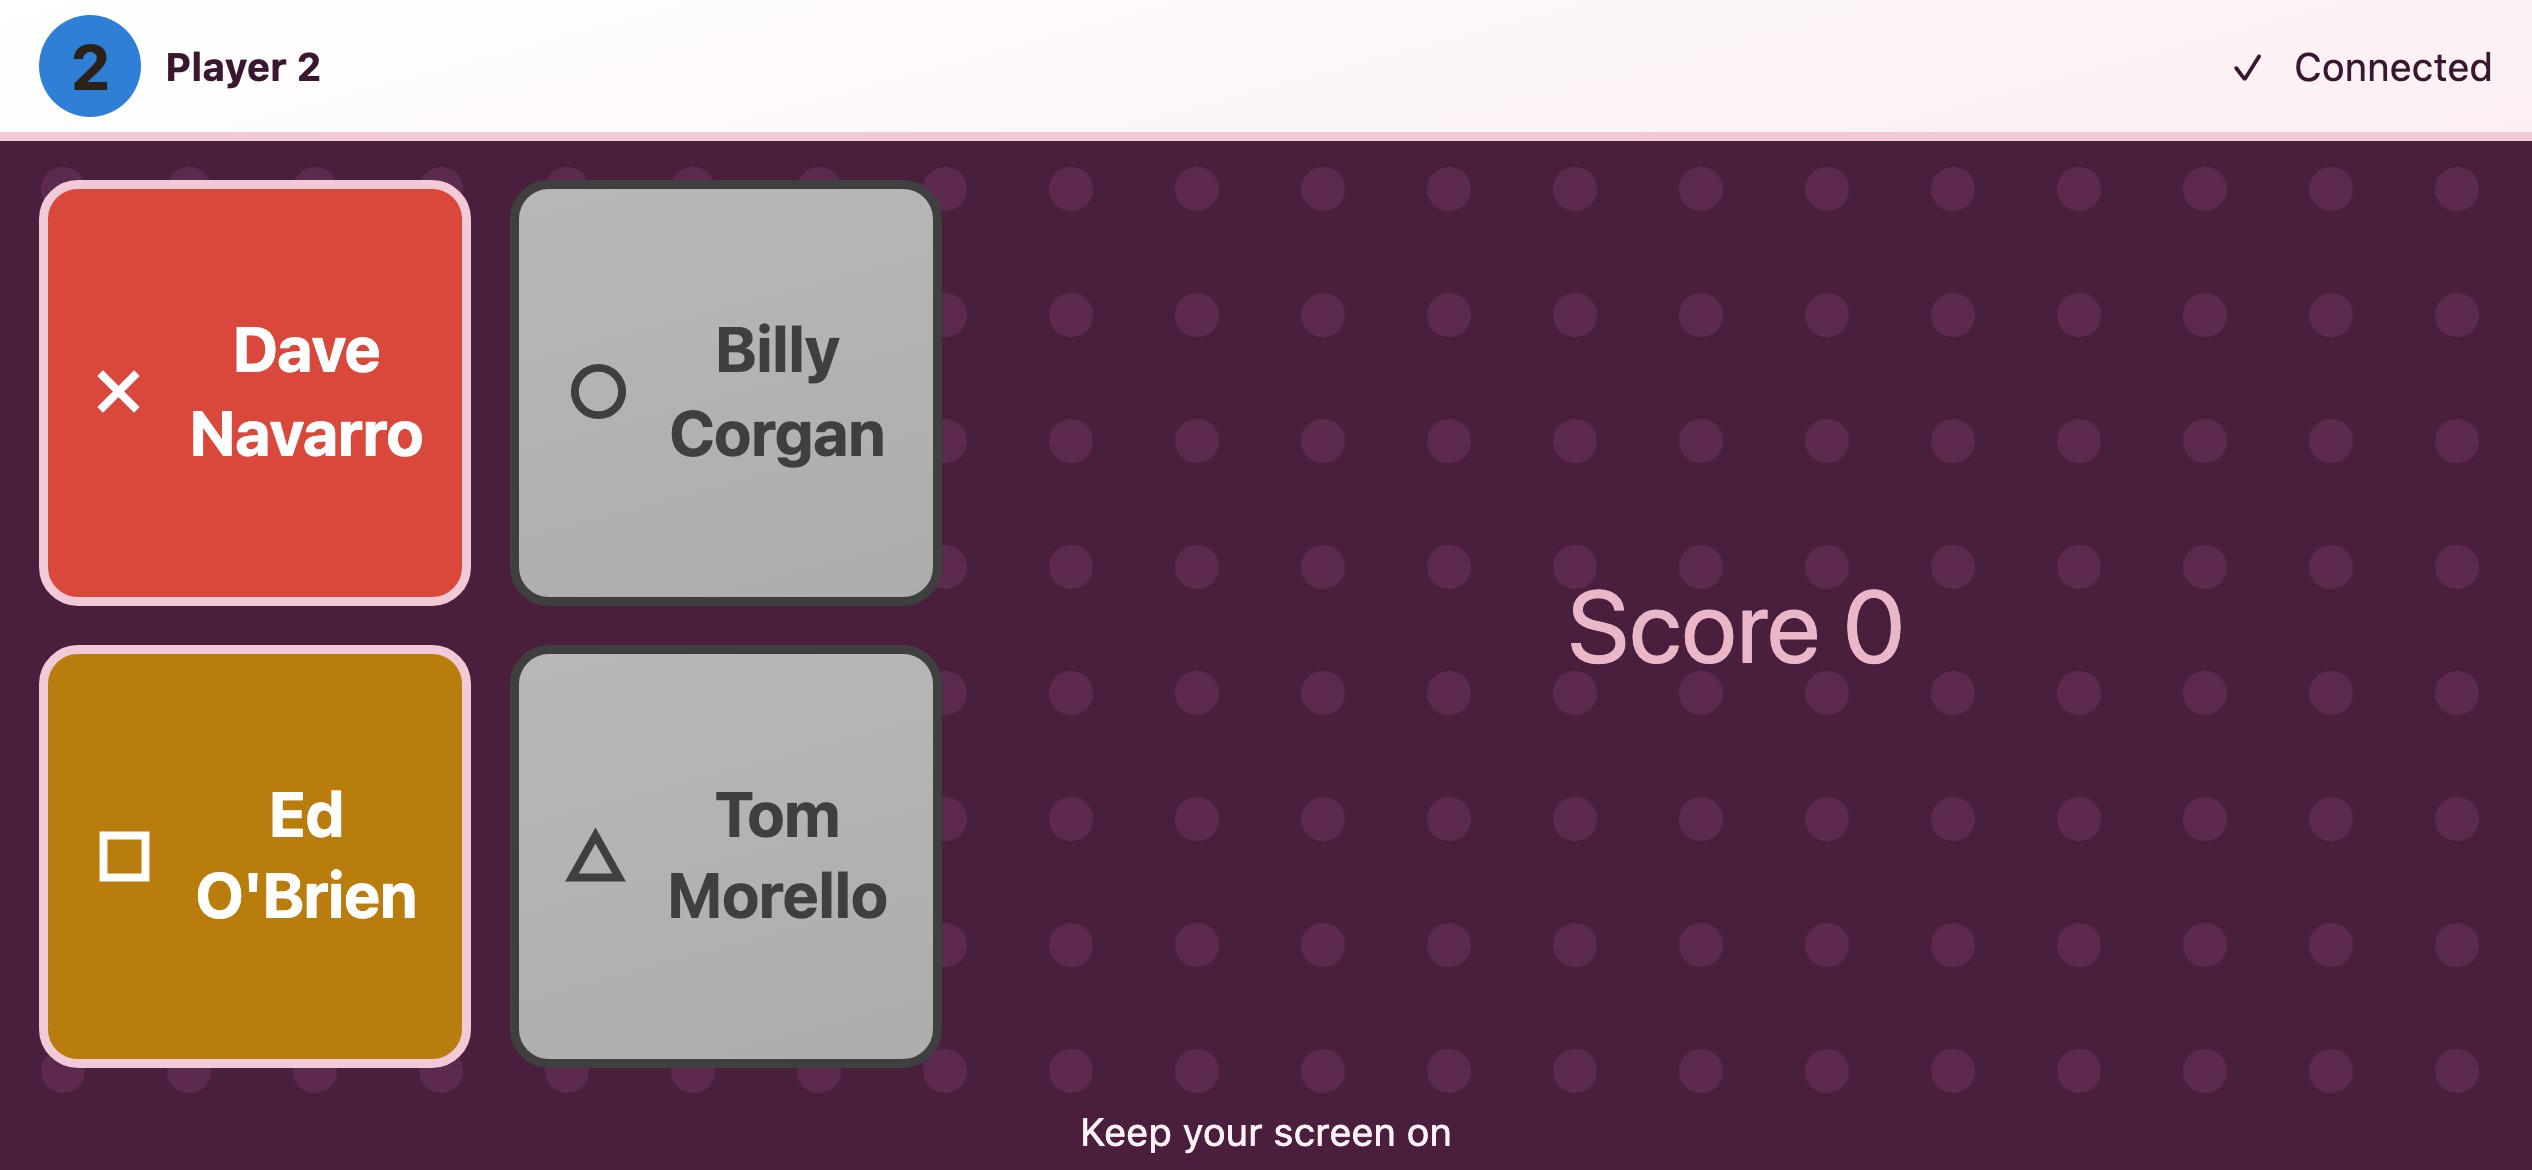 2 Player 2
✓ Connected
Dave
Navarro
Billy
Corgan
Ed
O'Brien
Tom
Morello
Score 0
Keep your screen on